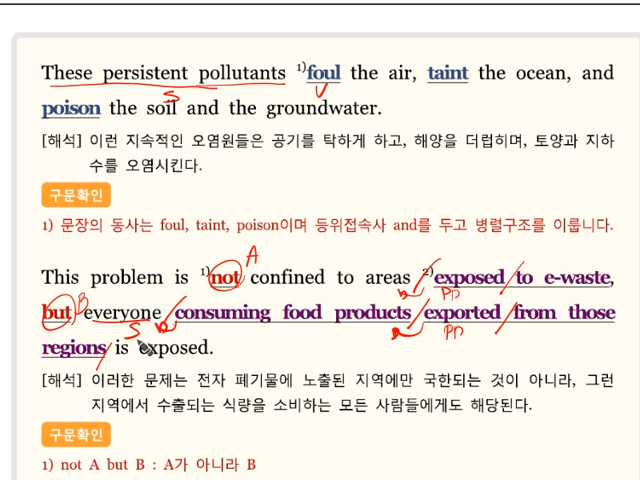 These persistent pollutants 1)foul the air, taint the ocean, and
S V
poison the soil and the groundwater.
[해석] 이런 지속적인 오염원들은 공기를 탁하게 하고, 해양을 더럽히며, 토양과 지하
수를 오염시킨다.
구문확인
1) 문장의 동사는 foul, taint, poison이며 등위접속사 and를 두고 병렬구조를 이룹니다.
A
This problem is 1)not confined to areas 2)exposed to e-waste,
B PP
but everyone consuming food products exported from those
S PP
regions is exposed.
[해석] 이러한 문제는 전자 폐기물에 노출된 지역에만 국한되는 것이 아니라, 그런
지역에서 수출되는 식량을 소비하는 모든 사람들에게도 해당된다.
구문확인
1) not A but B : A가 아니라 B